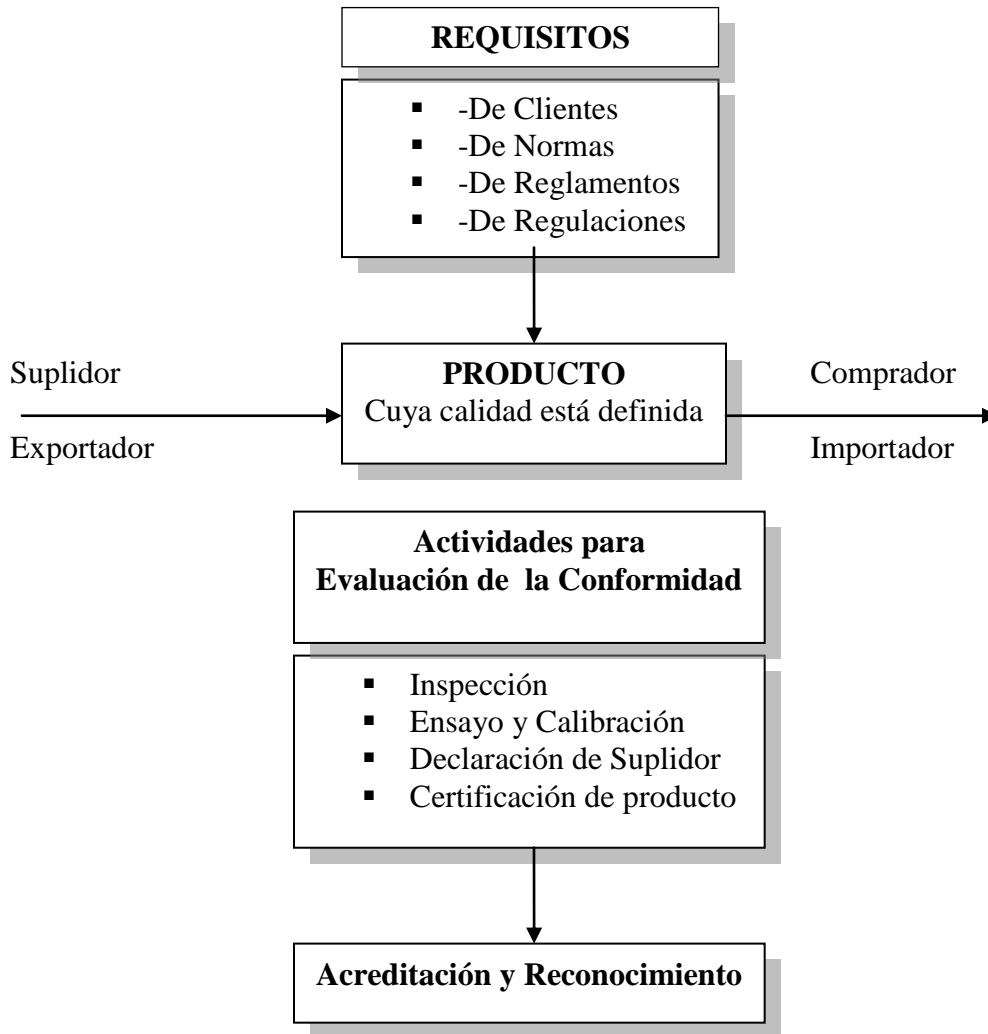 REQUISITOS
▪ -De Clientes
▪ -De Normas
▪ -De Reglamentos
▪ -De Regulaciones
Suplidor
Exportador
PRODUCTO
Cuya calidad está definida
Comprador
Importador
Actividades para
Evaluación de  la Conformidad
▪ Inspección
▪ Ensayo y Calibración
▪ Declaración de Suplidor
▪ Certificación de producto
Acreditación y Reconocimiento